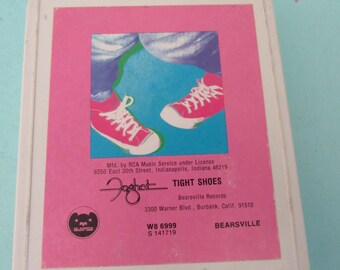 Mfd. by RCA Music Service under License
6550 East 30th Street, Indianapolis, Indiana 46219
Foghat TIGHT SHOES
Bearsville Records
3300 Warner Blvd., Burbank, Calif. 91510
W8 6999 BEARSVILLE
S 141719